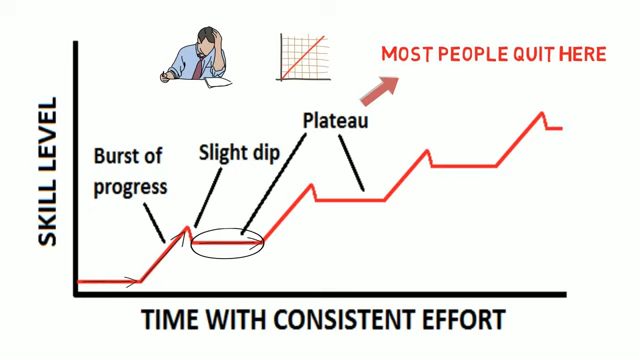 MOST PEOPLE QUIT HERE
Plateau
Slight dip
Burst of
progress
SKILL LEVEL
TIME WITH CONSISTENT EFFORT